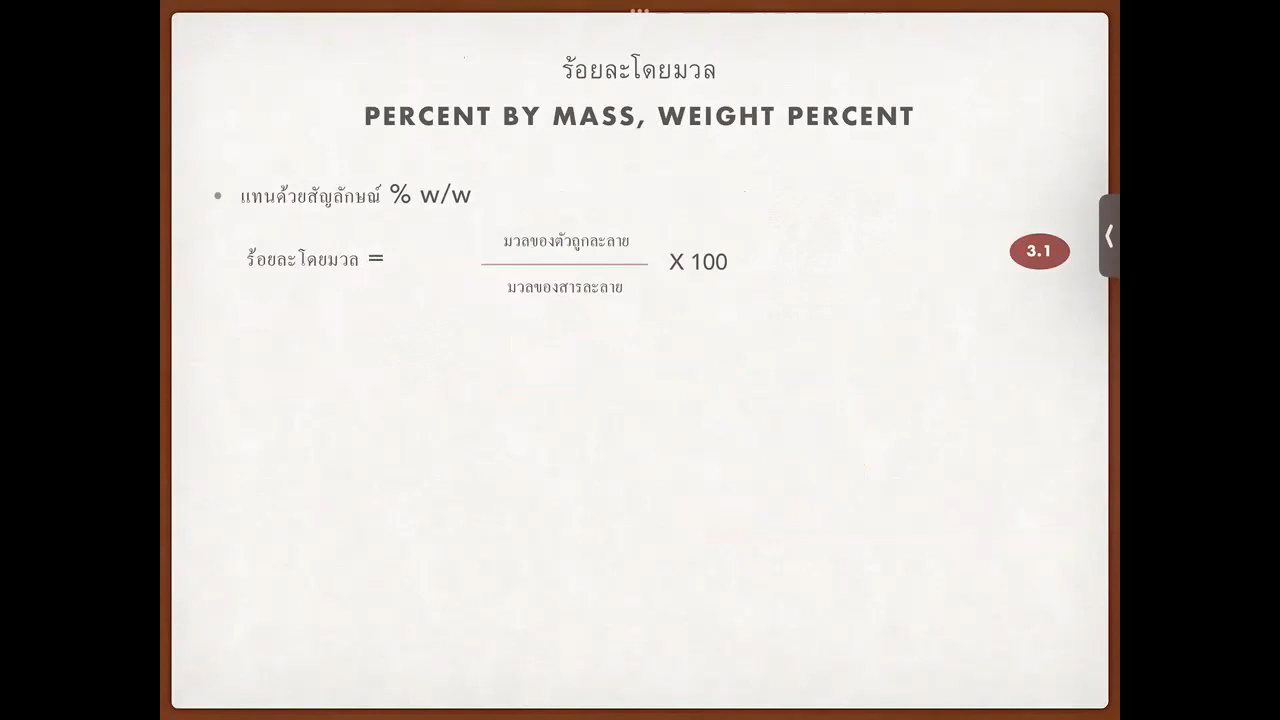 ร้อยละโดยมวล
PERCENT BY MASS, WEIGHT PERCENT
• แทนด้วยสัญลักษณ์ % w/w
มวลของตัวถูกละลาย
ร้อยละโดยมวล = X 100
มวลของสารละลาย
3.1